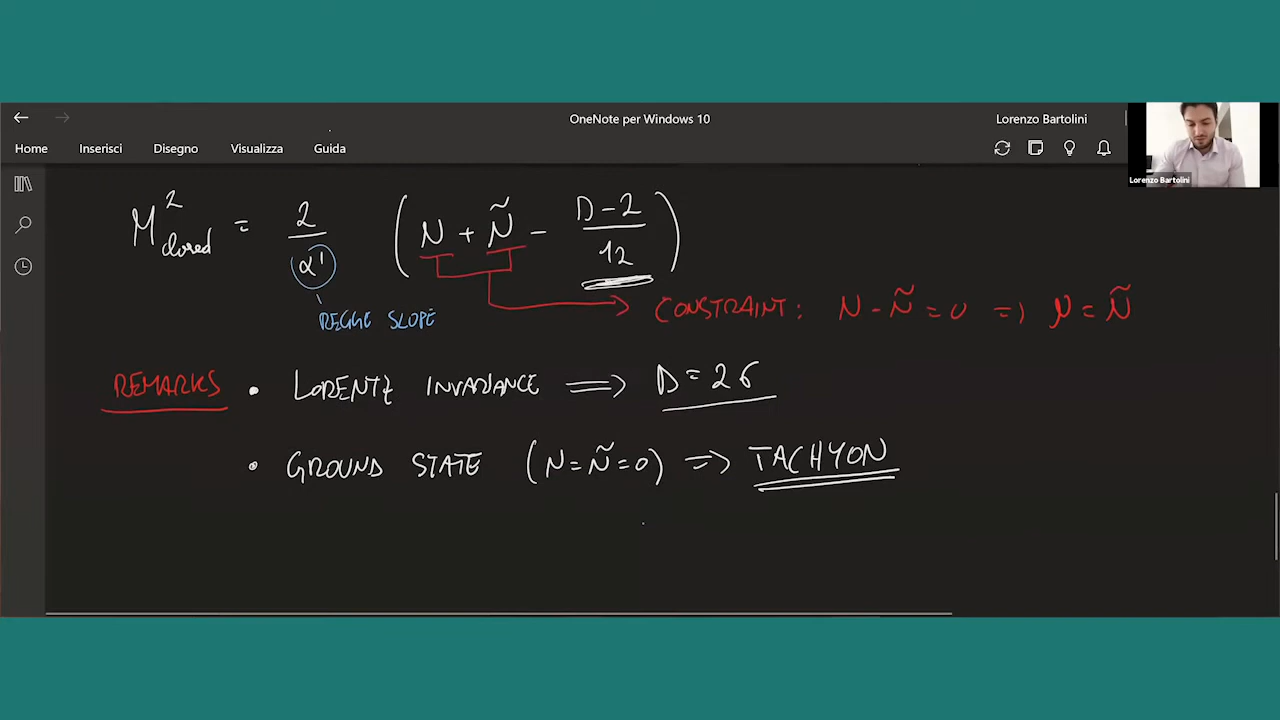 OneNote per Windows 10
Lorenzo Bartolini
Home Inserisci Disegno Visualizza Guida
Lorenzo Bartolini
M²closed = 2/α' (N + Ñ - (D-2)/12)
REGGE SLOPE
CONSTRAINT: N - Ñ = 0 => N = Ñ
REMARKS • LORENTZ INVARIANCE => D = 26
• GROUND STATE (N = Ñ = 0) => TACHYON